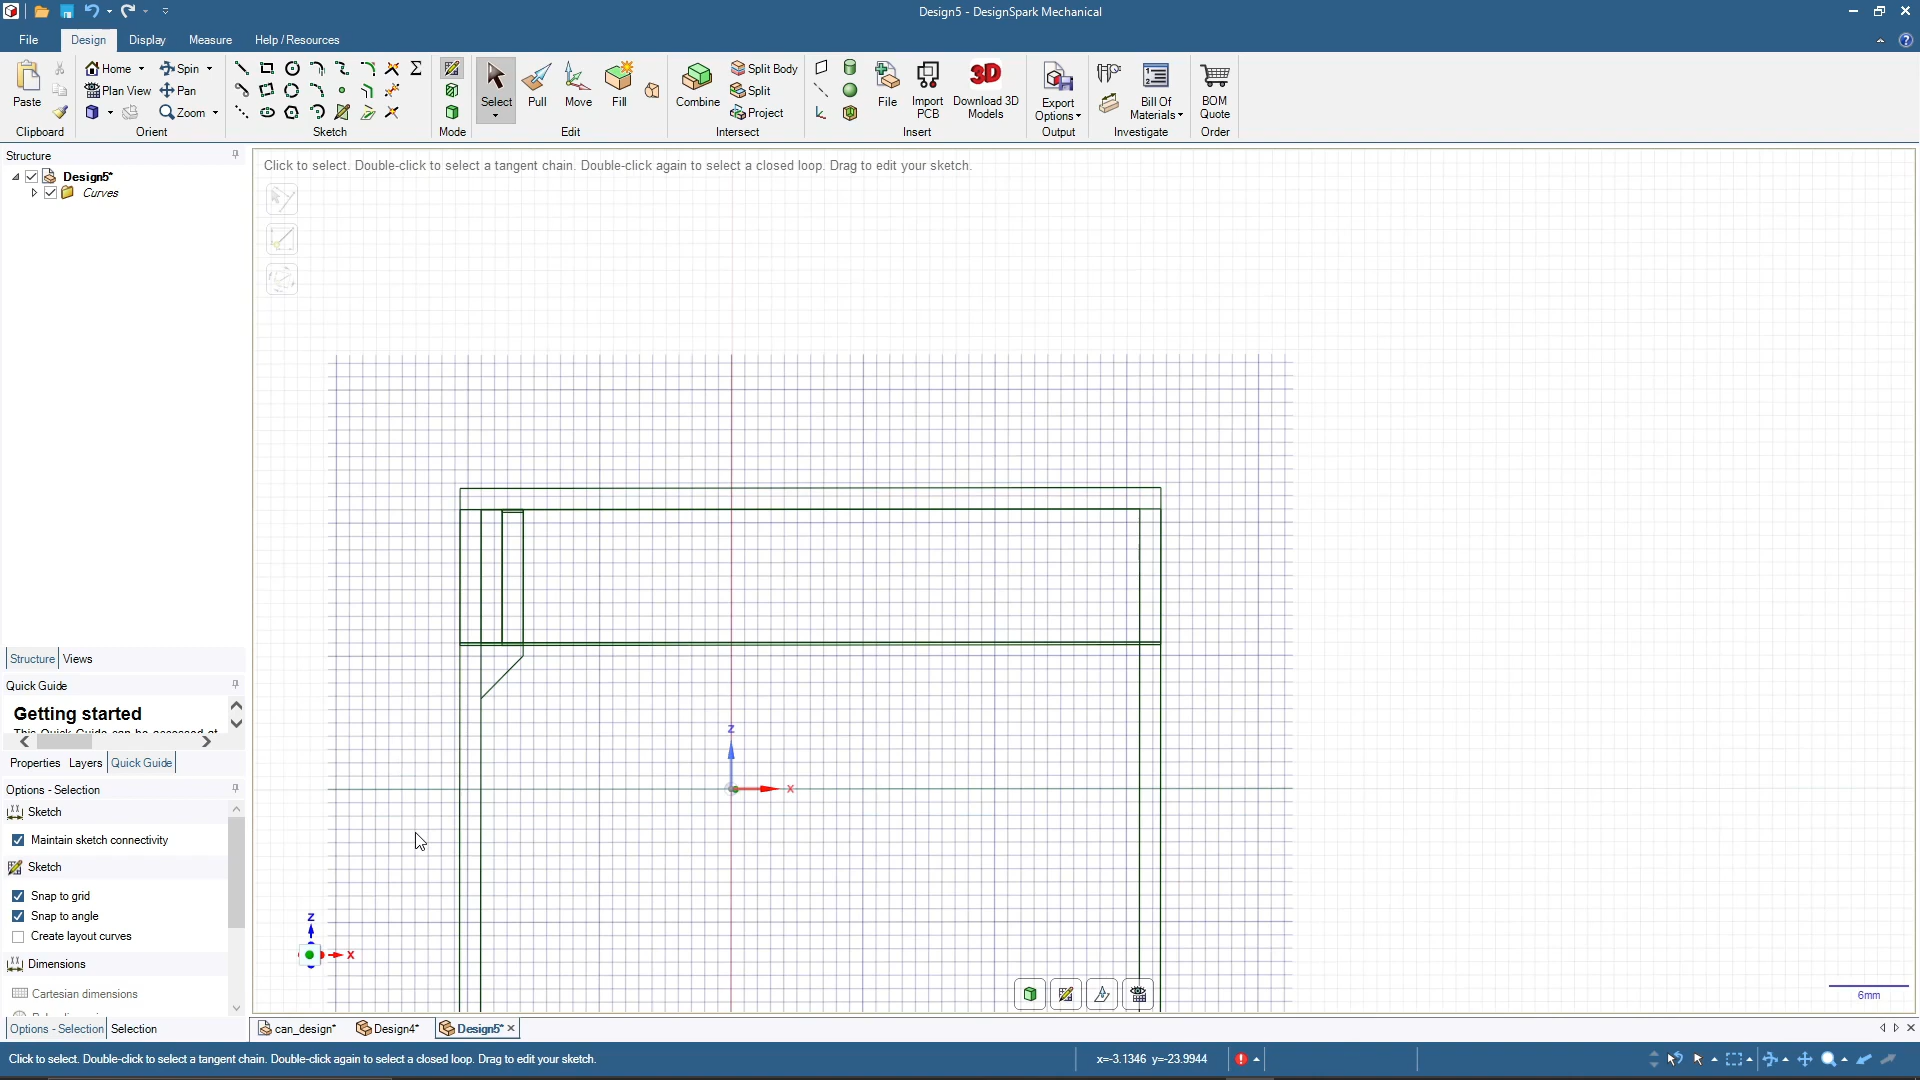 Design5 - DesignSpark Mechanical
File
Design
Display
Measure
Help / Resources
Paste
Clipboard
Home
Plan View
Spin
Pan
Zoom
Orient
Sketch
Mode
Select
Pull
Move
Fill
Edit
Combine
Split Body
Split
Project
Intersect
File
Import PCB
3D
Download 3D Models
Insert
Export Options
Output
Bill Of Materials
Investigate
BOM Quote
Order
Structure
Design5*
Curves
Click to select. Double-click to select a tangent chain. Double-click again to select a closed loop. Drag to edit your sketch.
Structure
Views
Quick Guide
Getting started
Properties
Layers
Quick Guide
Options - Selection
Sketch
Maintain sketch connectivity
Sketch
Snap to grid
Snap to angle
Create layout curves
Dimensions
Cartesian dimensions
Options - Selection
Selection
Z
X
Z
X
6mm
can_design*
Design4*
Design5*
Click to select. Double-click to select a tangent chain. Double-click again to select a closed loop. Drag to edit your sketch.
x=-3.1346 y=-23.9944